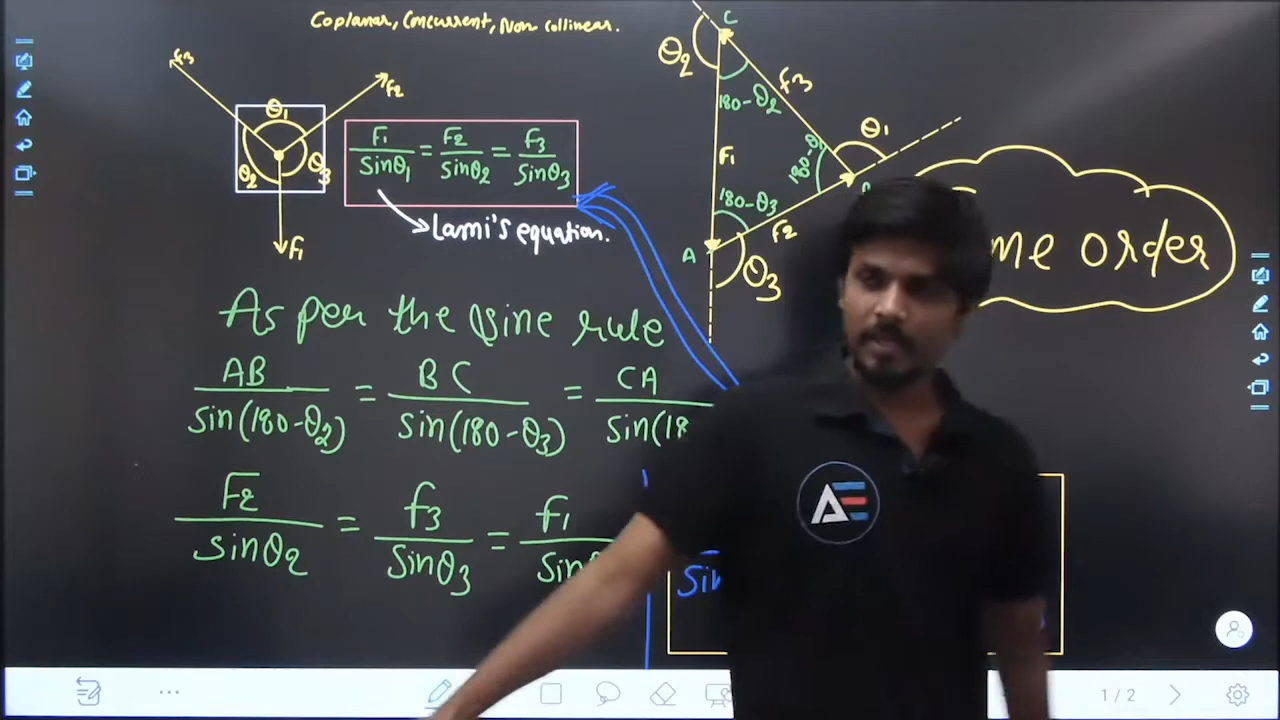 Coplanar, Concurrent, Non collinear.
f3
F2
θ1
θ2
θ3
F1
F1/sinθ1 = F2/sinθ2 = f3/sinθ3
Lami's equation.
C
θ2
180-θ2
f3
θ1
F1
180-θ3
F2
A
θ3
me order
As per the sine rule
AB/sin(180-θ2) = BC/sin(180-θ3) = CA/sin(18
F2/sinθ2 = f3/sinθ3 = f1/sinθ
Sin
AE
1/2